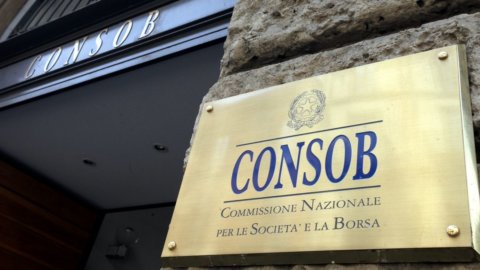 CONSOB
CONSOB
COMMISSIONE NAZIONALE
PER LE SOCIETA' E LA BORSA